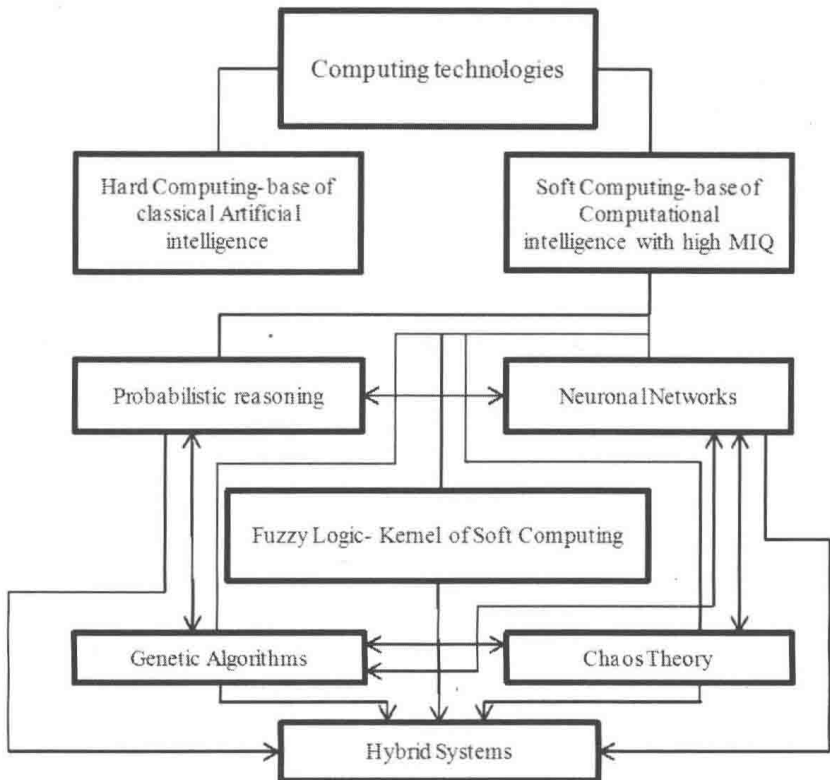 Computing technologies
Hard Computing- base of
classical Artificial
intelligence
Soft Computing- base of
Computational
intelligence with high MIQ
Probabilistic reasoning
Neuronal Networks
Fuzzy Logic- Kernel of Soft Computing
Genetic Algorithms
Chaos Theory
Hybrid Systems